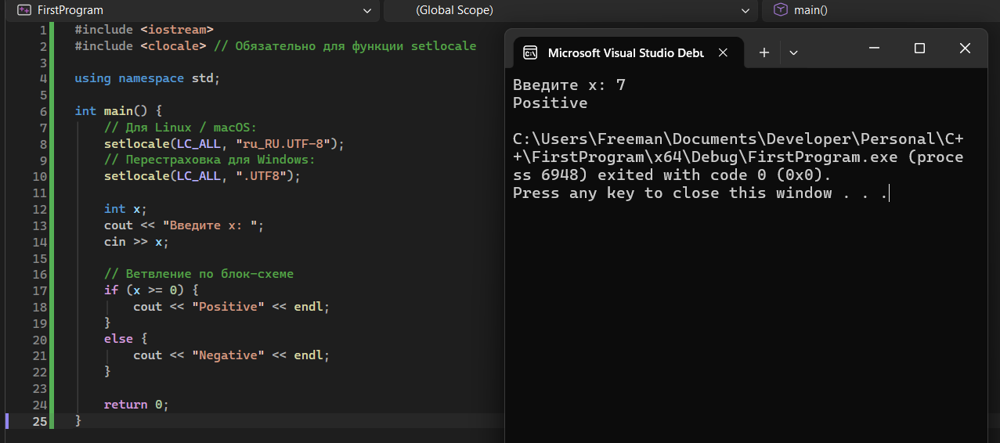 FirstProgram
(Global Scope)
main()
1 #include <iostream>
2 #include <clocale> // Обязательно для функции setlocale
3
4 using namespace std;
5
6 int main() {
7 // Для Linux / macOS:
8 setlocale(LC_ALL, "ru_RU.UTF-8");
9 // Перестраховка для Windows:
10 setlocale(LC_ALL, ".UTF8");
11
12 int x;
13 cout << "Введите x: ";
14 cin >> x;
15
16 // Ветвление по блок-схеме
17 if (x >= 0) {
18 cout << "Positive" << endl;
19 }
20 else {
21 cout << "Negative" << endl;
22 }
23
24 return 0;
25 }
Microsoft Visual Studio Debu
Введите x: 7
Positive
C:\Users\Freeman\Documents\Developer\Personal\C+
+\FirstProgram\x64\Debug\FirstProgram.exe (proce
ss 6948) exited with code 0 (0x0).
Press any key to close this window . . .